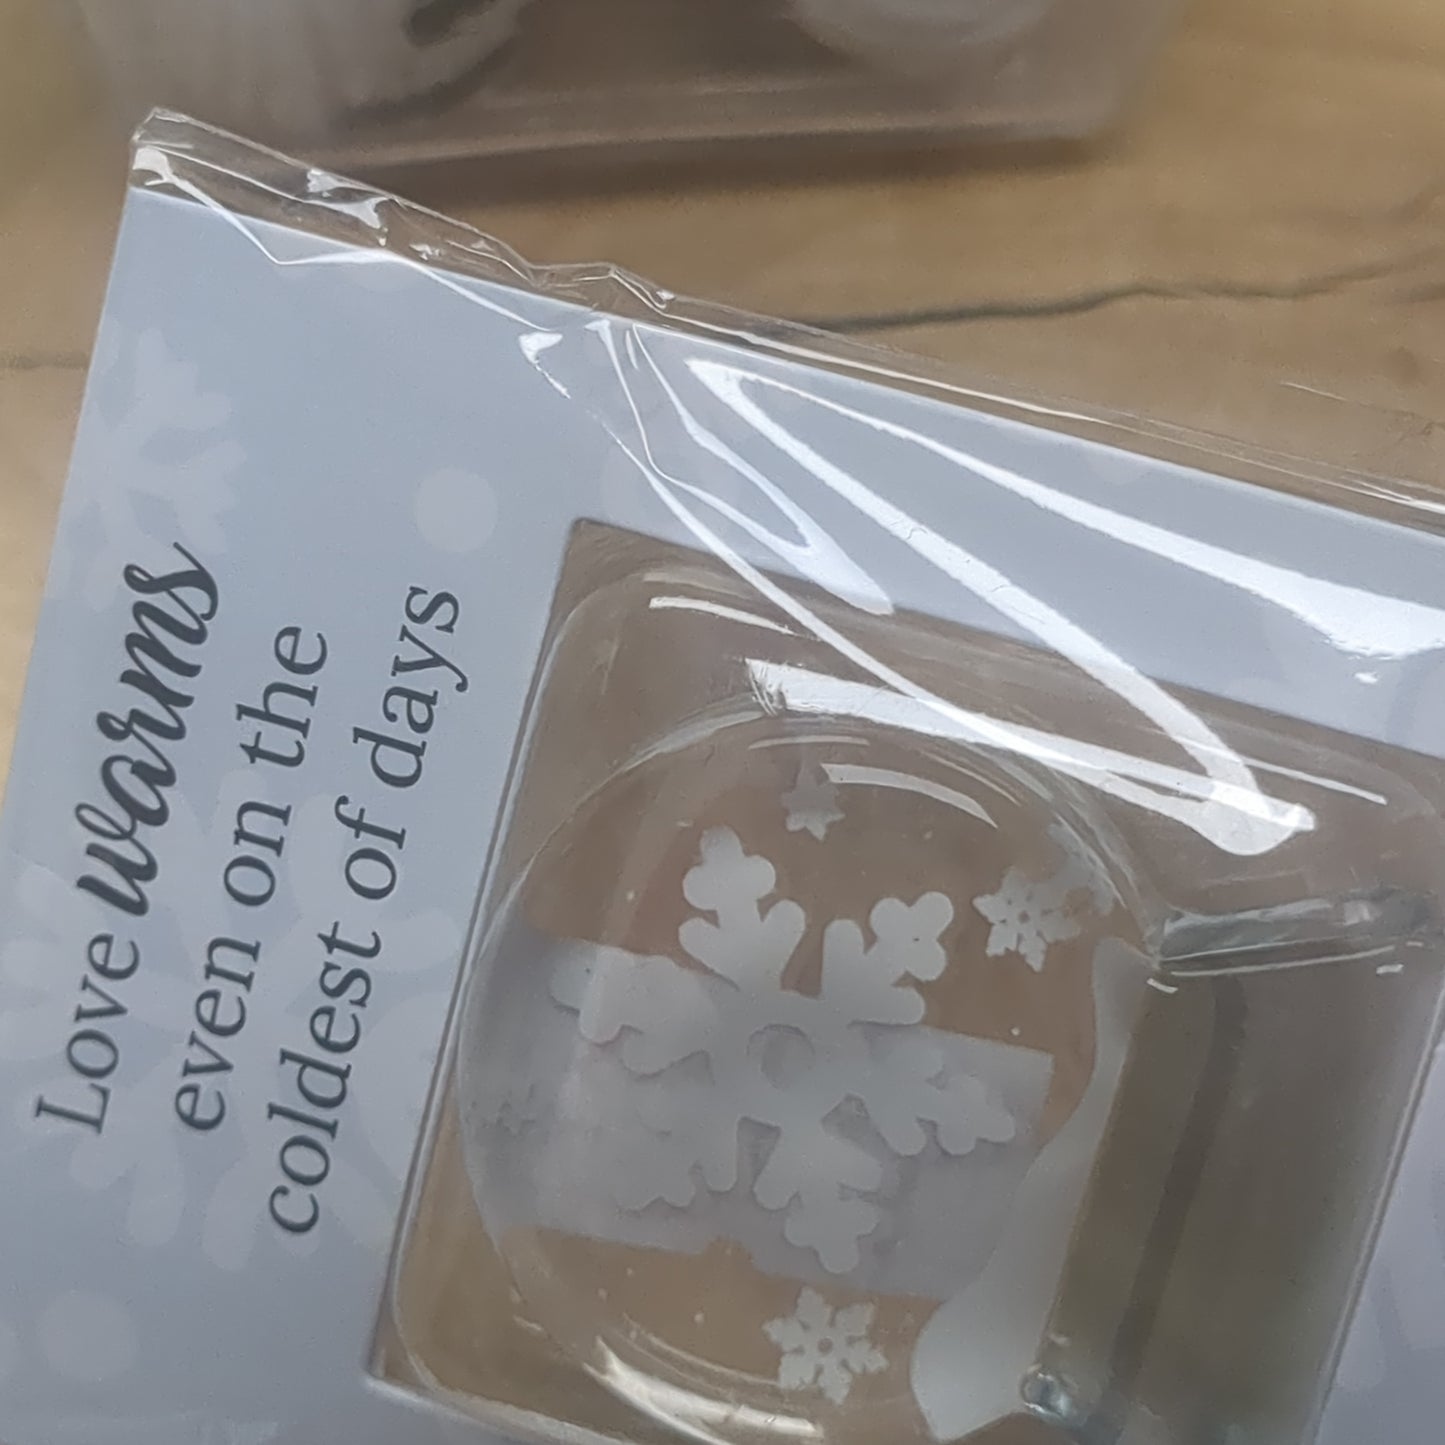 Love warms
even on the
coldest of days